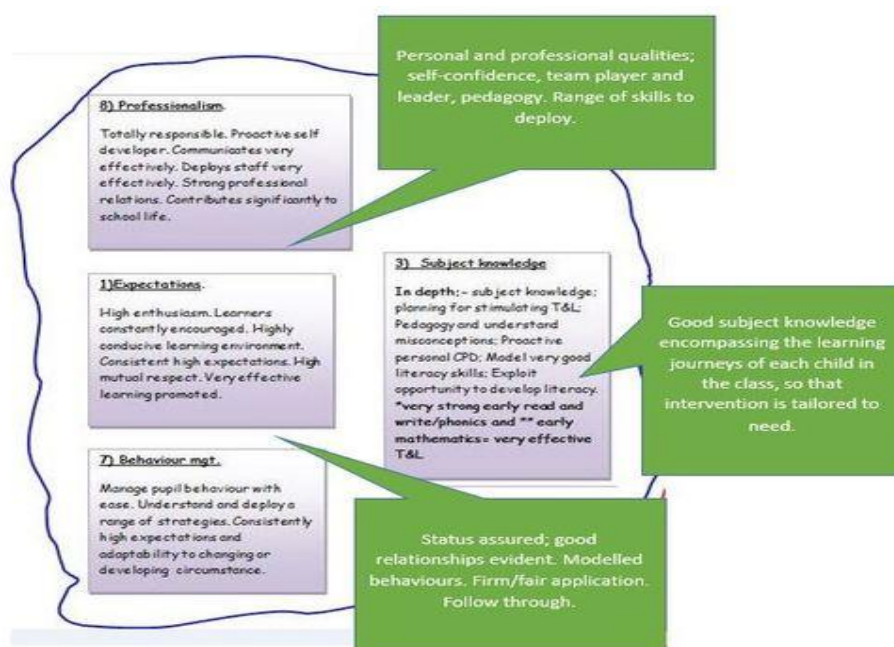 Personal and professional qualities;
self-confidence, team player and
leader, pedagogy. Range of skills to
deploy.
8) Professionalism.
Totally responsible. Proactive self
developer. Communicates very
effectively. Deploys staff very
effectively. Strong professional
relations. Contributes significantly to
school life.
1)Expectations.
High enthusiasm. Learners
constantly encouraged. Highly
conducive learning environment.
Consistent high expectations. High
mutual respect. Very effective
learning promoted.
3) Subject knowledge
In depth:- subject knowledge;
planning for stimulating T&L;
Pedagogy and understand
misconceptions; Proactive
personal CPD; Model very good
literacy skills; Exploit
opportunity to develop literacy.
*very strong early read and
write/phonics and ** early
mathematics= very effective
T&L
Good subject knowledge
encompassing the learning
journeys of each child in
the class, so that
intervention is tailored to
need.
7) Behaviour mgt.
Manage pupil behaviour with
ease. Understand and deploy a
range of strategies. Consistently
high expectations and
adaptability to changing or
developing circumstance.
Status assured; good
relationships evident. Modelled
behaviours. Firm/fair application.
Follow through.